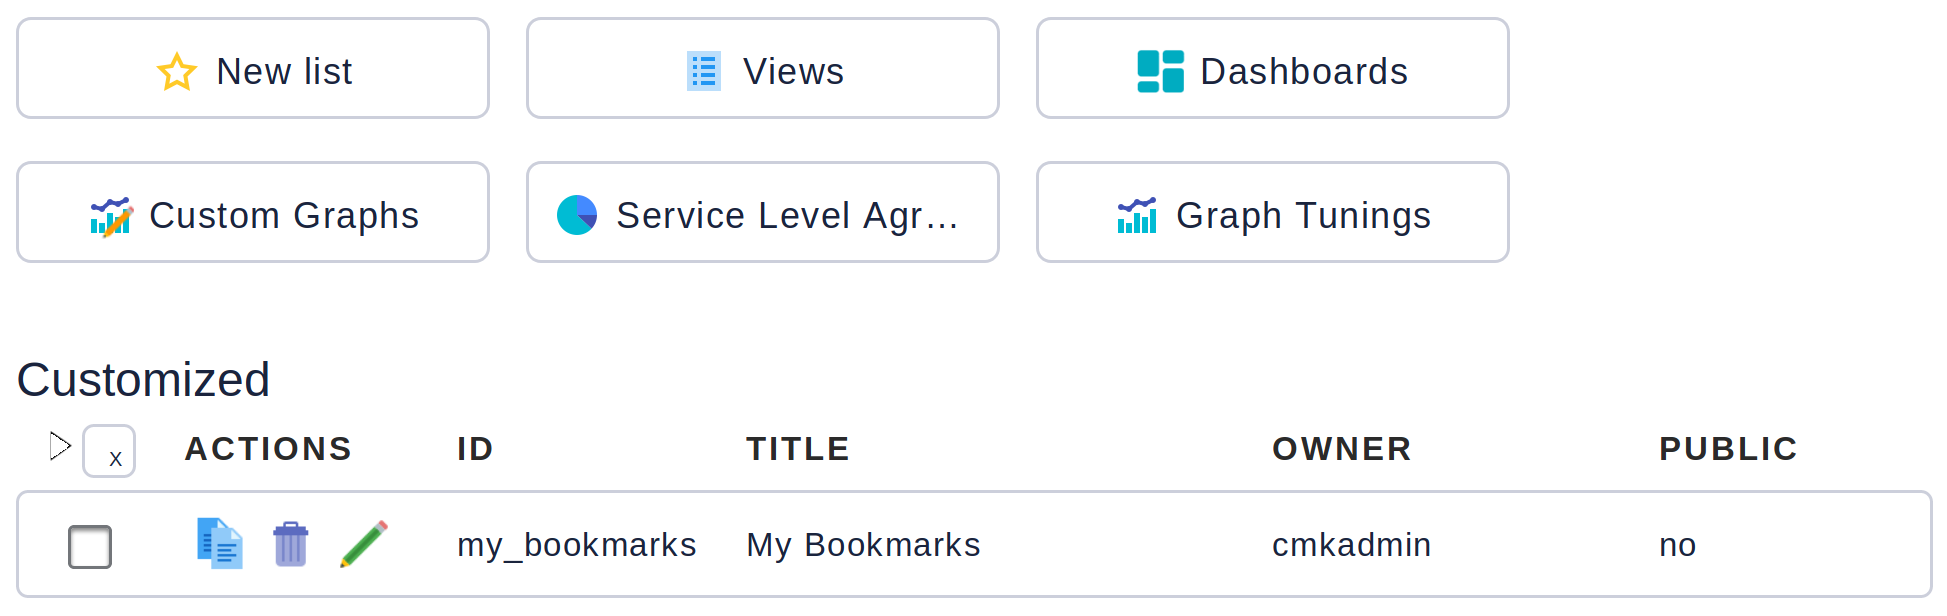 New list Views Dashboards
Custom Graphs Service Level Agr... Graph Tunings
Customized
X ACTIONS ID TITLE OWNER PUBLIC
my_bookmarks My Bookmarks cmkadmin no